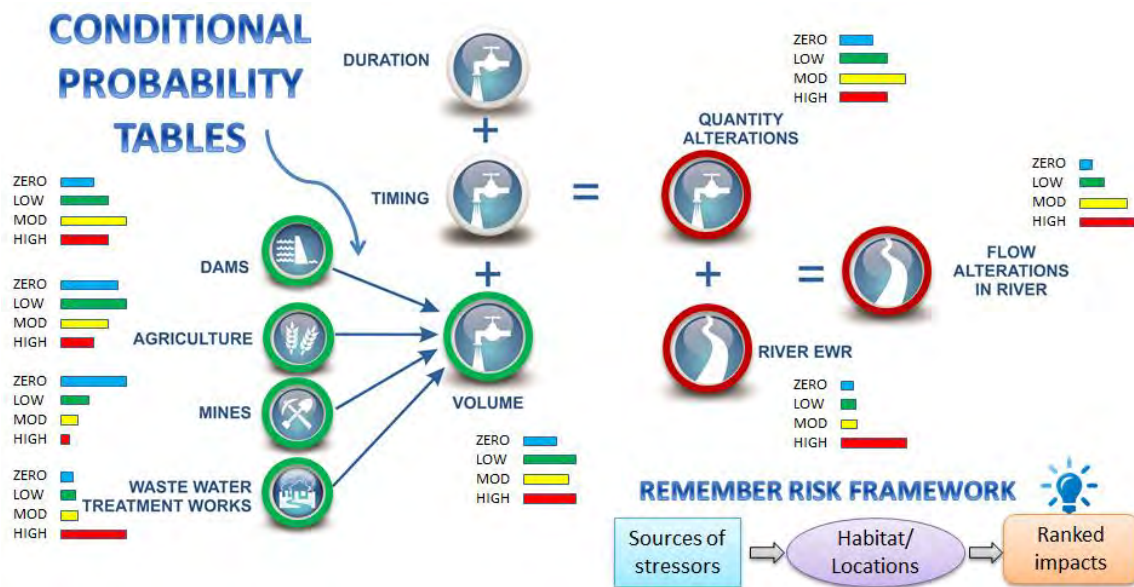 CONDITIONAL
PROBABILITY
TABLES
DURATION
+
TIMING
=
+
ZERO
LOW
MOD
HIGH
DAMS
ZERO
LOW
MOD
HIGH
AGRICULTURE
ZERO
LOW
MOD
HIGH
MINES
ZERO
LOW
MOD
HIGH
WASTE WATER
TREATMENT WORKS
VOLUME
ZERO
LOW
MOD
HIGH
ZERO
LOW
MOD
HIGH
QUANTITY
ALTERATIONS
+
RIVER EWR
ZERO
LOW
MOD
HIGH
=
ZERO
LOW
MOD
HIGH
FLOW
ALTERATIONS
IN RIVER
REMEMBER RISK FRAMEWORK
Sources of
stressors
Habitat/
Locations
Ranked
impacts